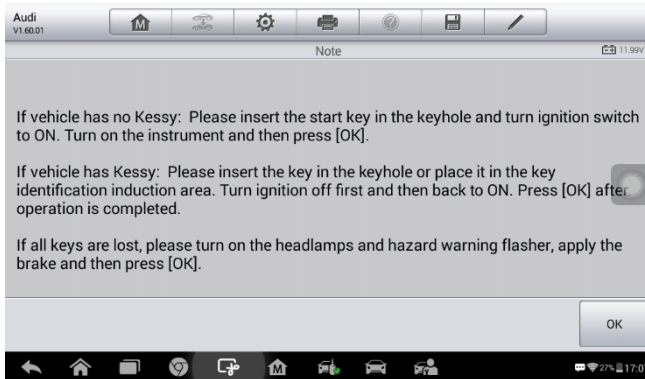 Audi
V1.60.01
Note
11.99V
If vehicle has no Kessy:  Please insert the start key in the keyhole and turn ignition switch
to ON. Turn on the instrument and then press [OK].
If vehicle has Kessy:  Please insert the key in the keyhole or place it in the key
identification induction area. Turn ignition off first and then back to ON. Press [OK] after
operation is completed.
If all keys are lost, please turn on the headlamps and hazard warning flasher, apply the
brake and then press [OK].
OK
27% 17:0